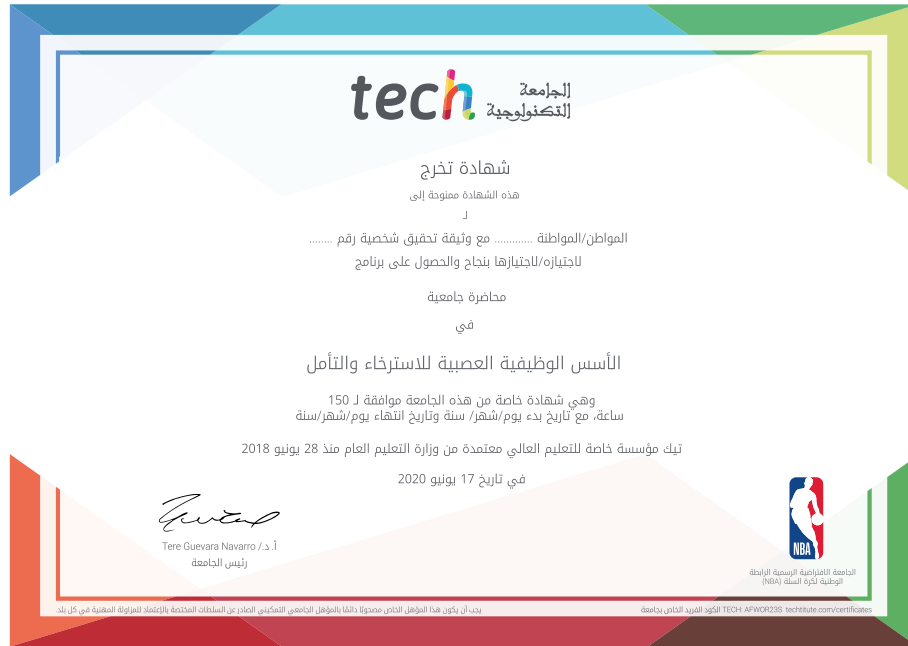 tech الجامعة
التكنولوجية
شهادة تخرج
هذه الشهادة ممنوحة إلى
لـ
المواطن/المواطنة ............ مع وثيقة تحقيق شخصية رقم ........
لاجتيازه/لاجتيازها بنجاح والحصول على برنامج
محاضرة جامعية
في
الأسس الوظيفية العصبية للاسترخاء والتأمل
وهي شهادة خاصة من هذه الجامعة موافقة لـ 150
ساعة، مع تاريخ بدء يوم/شهر/ سنة وتاريخ انتهاء يوم/شهر/سنة
تيك مؤسسة خاصة للتعليم العالي معتمدة من وزارة التعليم العام منذ 28 يونيو 2018
في تاريخ 17 يونيو 2020
NBA
الجامعة الافتراضية الرسمية الرابطة
الوطنية لكرة السلة (NBA)
أ. د./ Tere Guevara Navarro
رئيس الجامعة
الكود الفريد الخاص بجامعة TECH: AFWOR23S techtitute.com/certificates
يجب أن يكون هذا المؤهل الخاص مصحوبًا دائمًا بالمؤهل الجامعي التمكيني الصادر عن السلطات المختصة بالإعتماد للمزاولة المهنية في كل بلد.